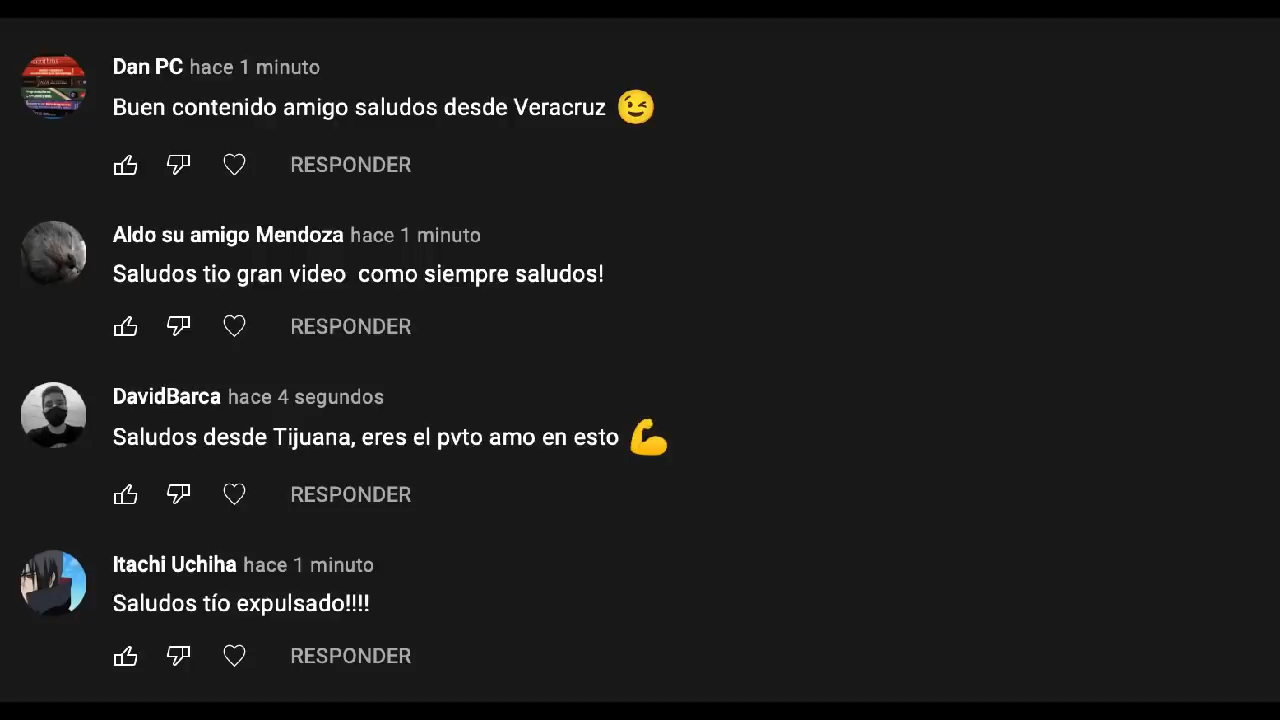 Dan PC hace 1 minuto
Buen contenido amigo saludos desde Veracruz 😉
RESPONDER
Aldo su amigo Mendoza hace 1 minuto
Saludos tio gran video  como siempre saludos!
RESPONDER
DavidBarca hace 4 segundos
Saludos desde Tijuana, eres el pvto amo en esto 💪
RESPONDER
Itachi Uchiha hace 1 minuto
Saludos tío expulsado!!!!
RESPONDER